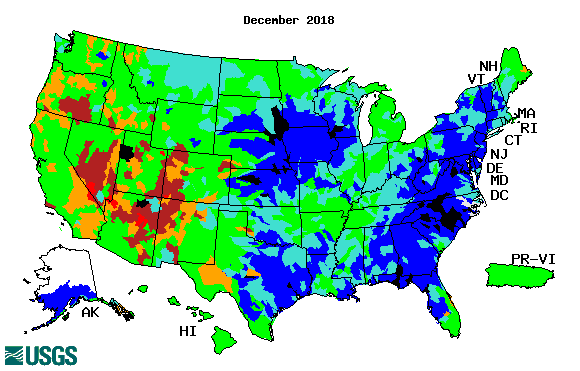 December 2018
NH
VT
MA
RI
CT
NJ
DE
MD
DC
PR-VI
AK
HI
USGS